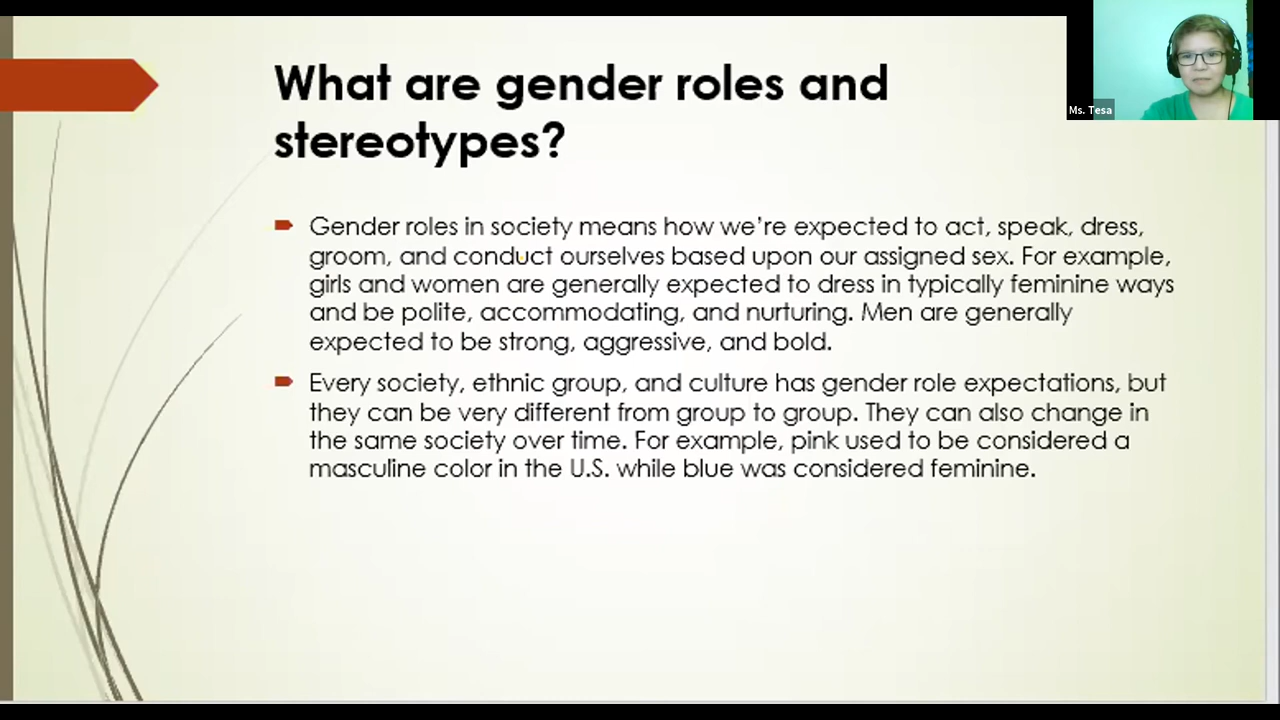 What are gender roles and
stereotypes?
Gender roles in society means how we're expected to act, speak, dress,
groom, and conduct ourselves based upon our assigned sex. For example,
girls and women are generally expected to dress in typically feminine ways
and be polite, accommodating, and nurturing. Men are generally
expected to be strong, aggressive, and bold.
Every society, ethnic group, and culture has gender role expectations, but
they can be very different from group to group. They can also change in
the same society over time. For example, pink used to be considered a
masculine color in the U.S. while blue was considered feminine.
Ms. Tesa